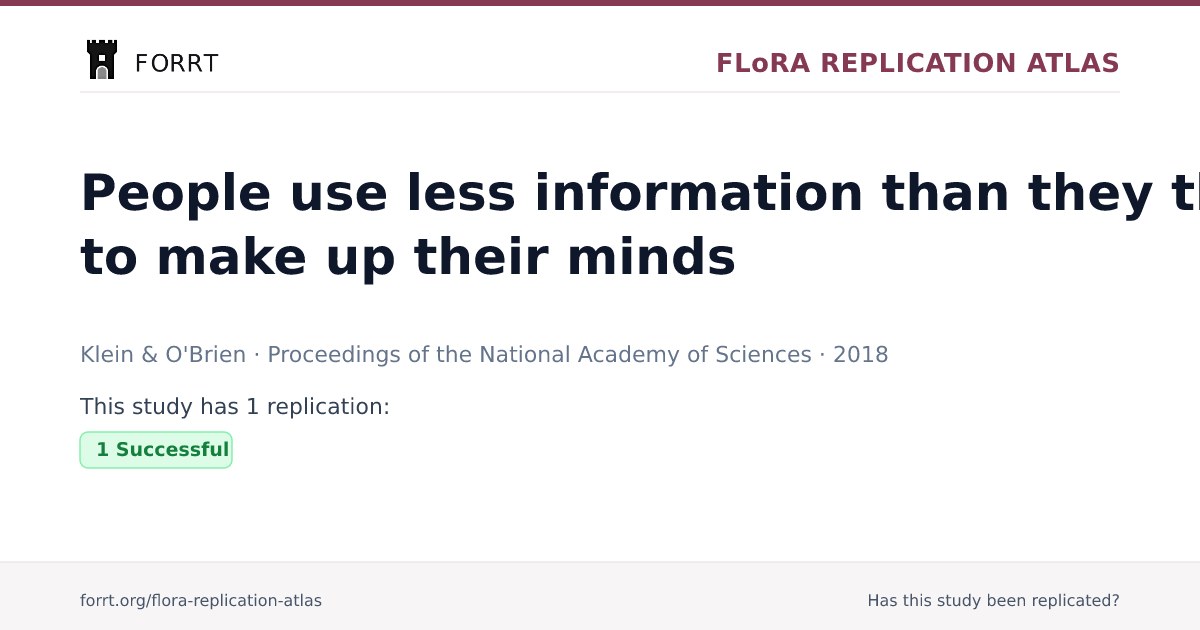 FORRT
FLoRA REPLICATION ATLAS
People use less information than they
to make up their minds
Klein & O'Brien · Proceedings of the National Academy of Sciences · 2018
This study has 1 replication:
1 Successful
forrt.org/flora-replication-atlas
Has this study been replicated?